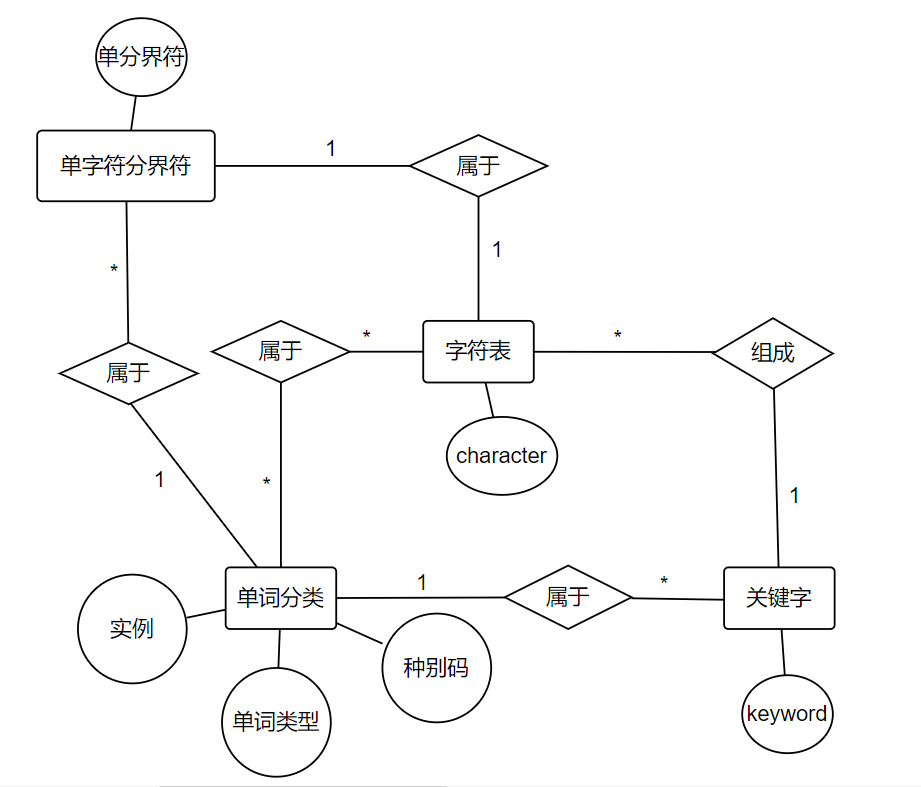 单分界符
单字符分界符
1
属于
1
*
属于
*
字符表
*
组成
属于
character
1
*
1
单词分类
1
属于
*
关键字
实例
种别码
单词类型
keyword